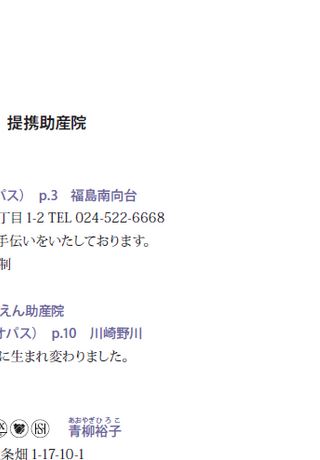 提携助産院
パス） p.3 福島南向台
丁目 1-2 TEL 024-522-6668
手伝いをいたしております。
制
えん助産院
オパス） p.10 川崎野川
に生まれ変わりました。
あおやぎひろこ
青柳裕子
条畑 1-17-10-1